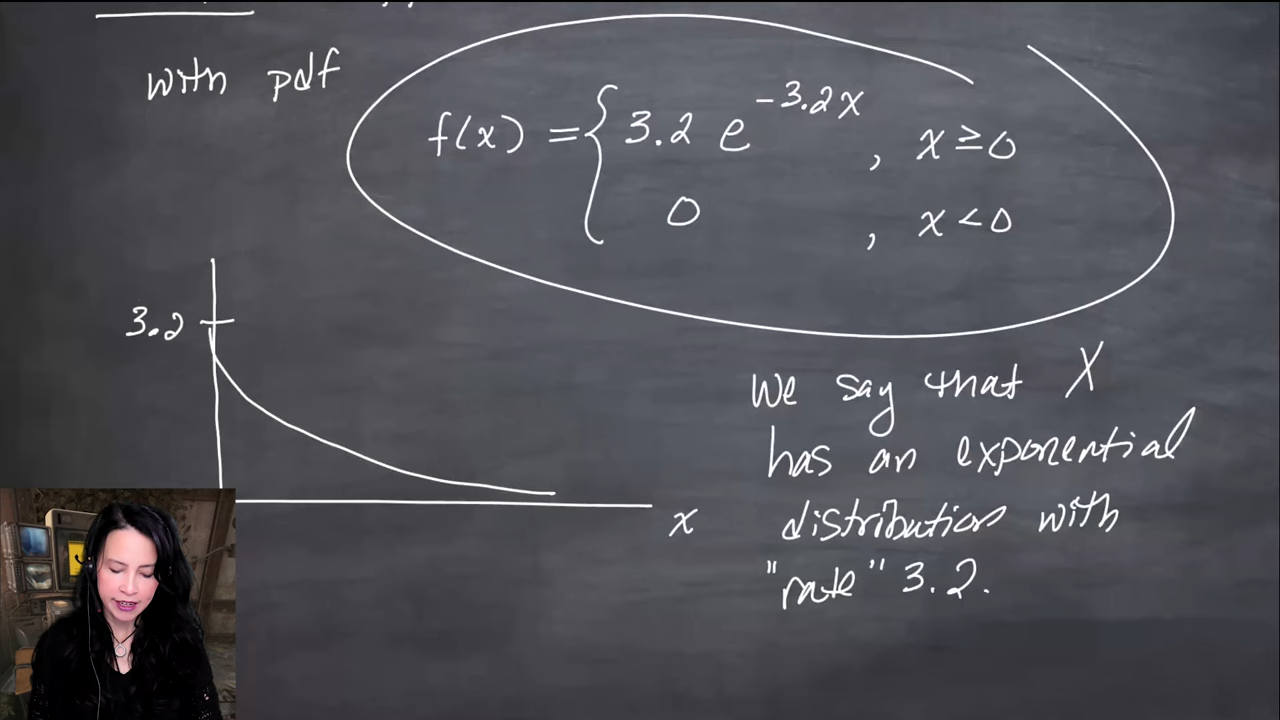 with pdf
f(x) = { 3.2 e^{-3.2x} , x ≥ 0
0 , x < 0
3.2
x
We say that X
has an exponential
distribution with
"rate" 3.2.